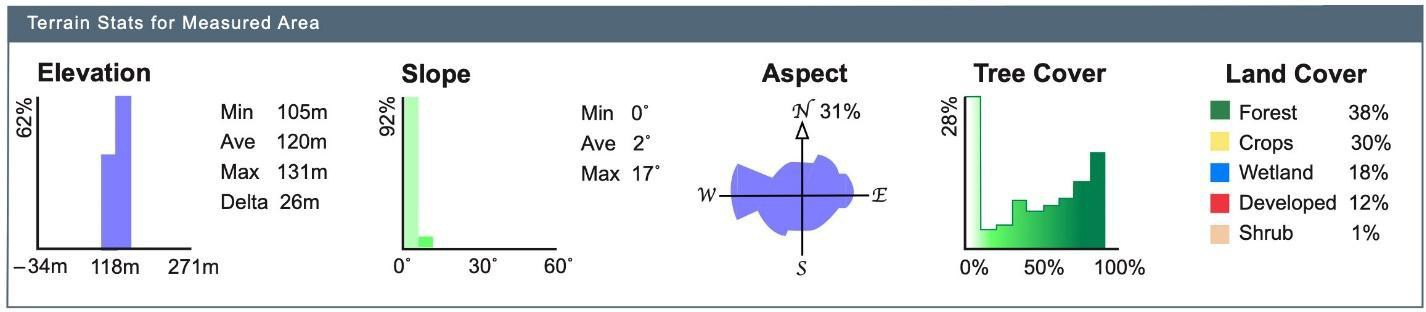 Terrain Stats for Measured Area
Elevation
62%
−34m 118m 271m
Min 105m
Ave 120m
Max 131m
Delta 26m
Slope
92%
0° 30° 60°
Min 0°
Ave 2°
Max 17°
Aspect
N 31%
W E
S
Tree Cover
28%
0% 50% 100%
Land Cover
Forest 38%
Crops 30%
Wetland 18%
Developed 12%
Shrub 1%